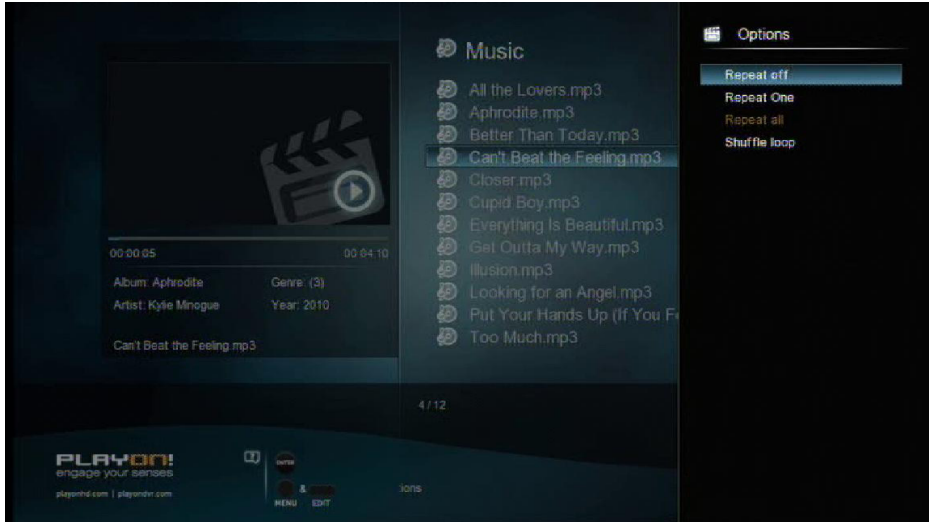 Music
All the Lovers.mp3
Aphrodite.mp3
Better Than Today.mp3
Can't Beat the Feeling.mp3
Closer.mp3
Cupid Boy.mp3
Everything Is Beautiful.mp3
Get Outta My Way.mp3
Illusion.mp3
Looking for an Angel.mp3
Put Your Hands Up (If You F
Too Much.mp3
4 / 12
00:00:05 00:04:10
Album: Aphrodite Genre: (3)
Artist: Kylie Minogue Year: 2010
Can't Beat the Feeling.mp3
Options
Repeat off
Repeat One
Repeat all
Shuffle loop
PLAYON!
engage your senses
playonhd.com | playondvr.com
ENTER
& ions
MENU EDIT